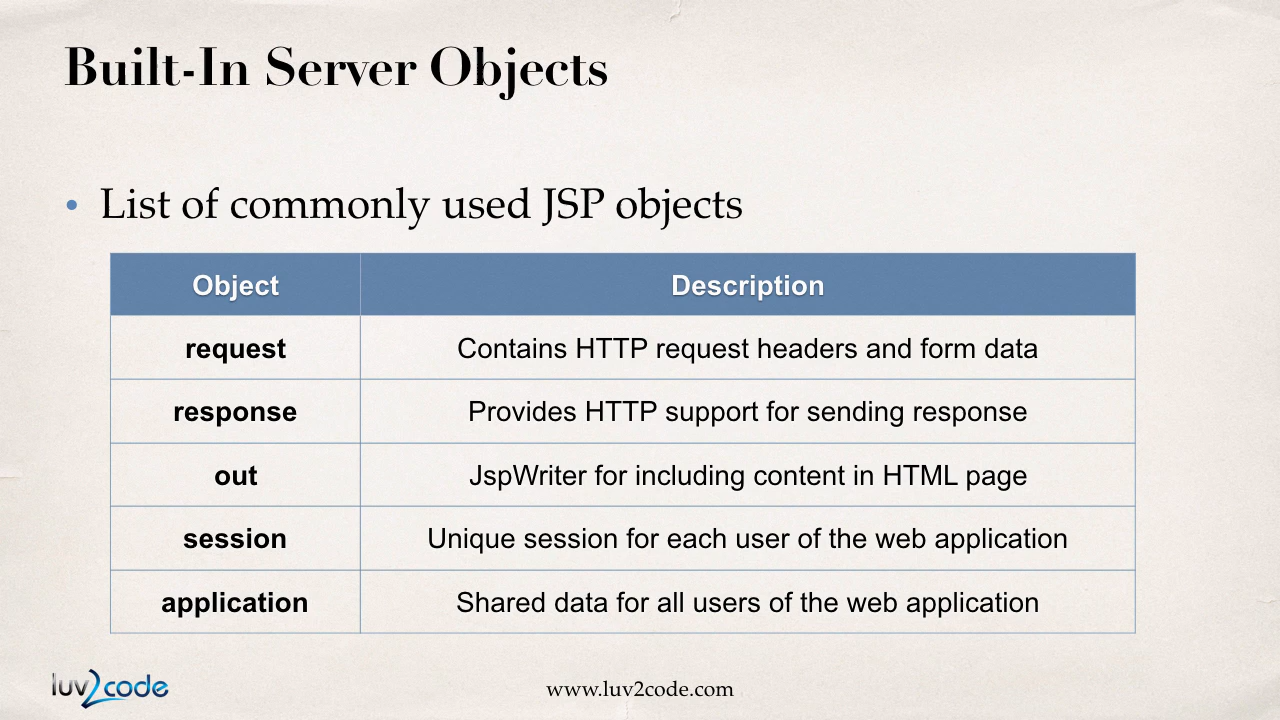 Built-In Server Objects
• List of commonly used JSP objects
Object Description
request Contains HTTP request headers and form data
response Provides HTTP support for sending response
out JspWriter for including content in HTML page
session Unique session for each user of the web application
application Shared data for all users of the web application
luv2code www.luv2code.com